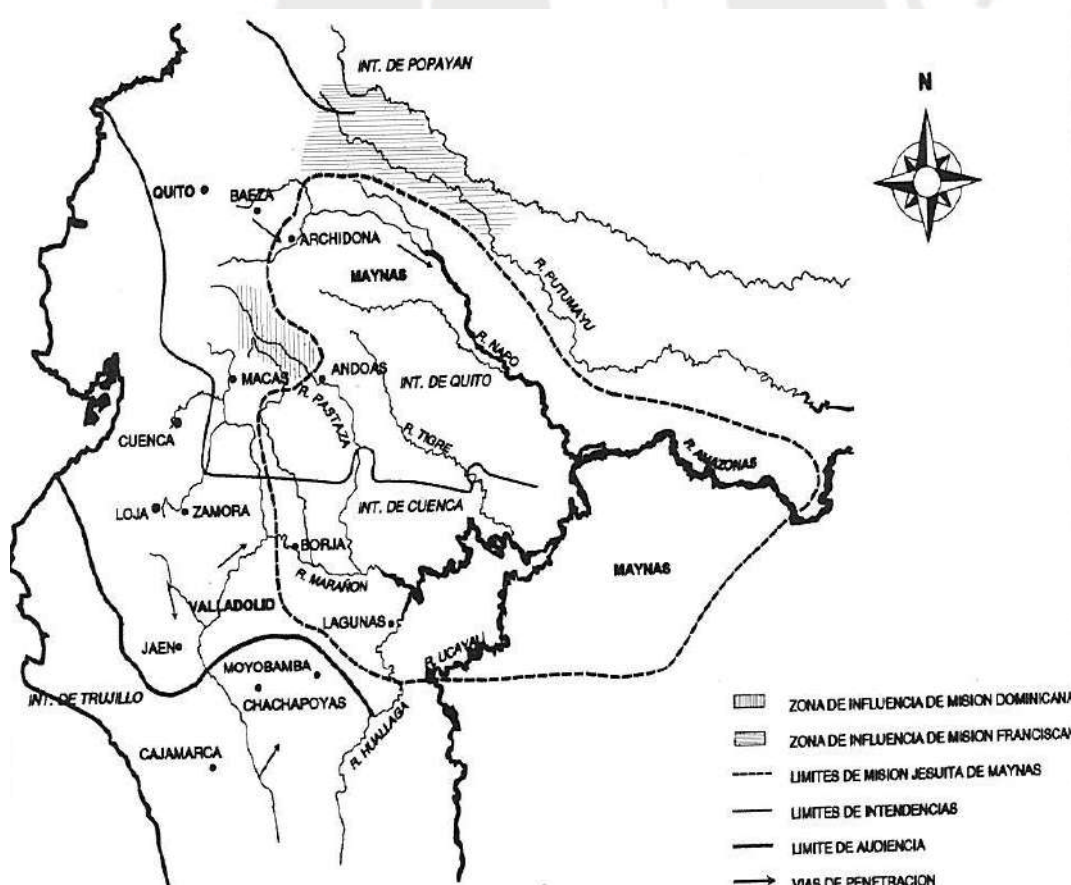 INT. DE POPAYAN
N
QUITO
BAEZA
ARCHIDONA
MAYNAS
R. PUTUMAYU
R. NAPO
MACAS
ANDOAS
INT. DE QUITO
R. PASTAZA
CUENCA
R. TIGRE
R. AMAZONAS
INT. DE CUENCA
LOJA
ZAMORA
BORJA
MAYNAS
R. MARAÑON
VALLADOLID
LAGUNAS
JAEN
R. UCAYALI
MOYOBAMBA
INT. DE TRUJILLO
CHACHAPOYAS
CAJAMARCA
R. HUALLAGA
ZONA DE INFLUENCIA DE MISION DOMINICANA
ZONA DE INFLUENCIA DE MISION FRANCISCAN
LIMITES DE MISION JESUITA DE MAYNAS
LIMITES DE INTENDENCIAS
LIMITE DE AUDIENCIA
VIAS DE PENETRACION